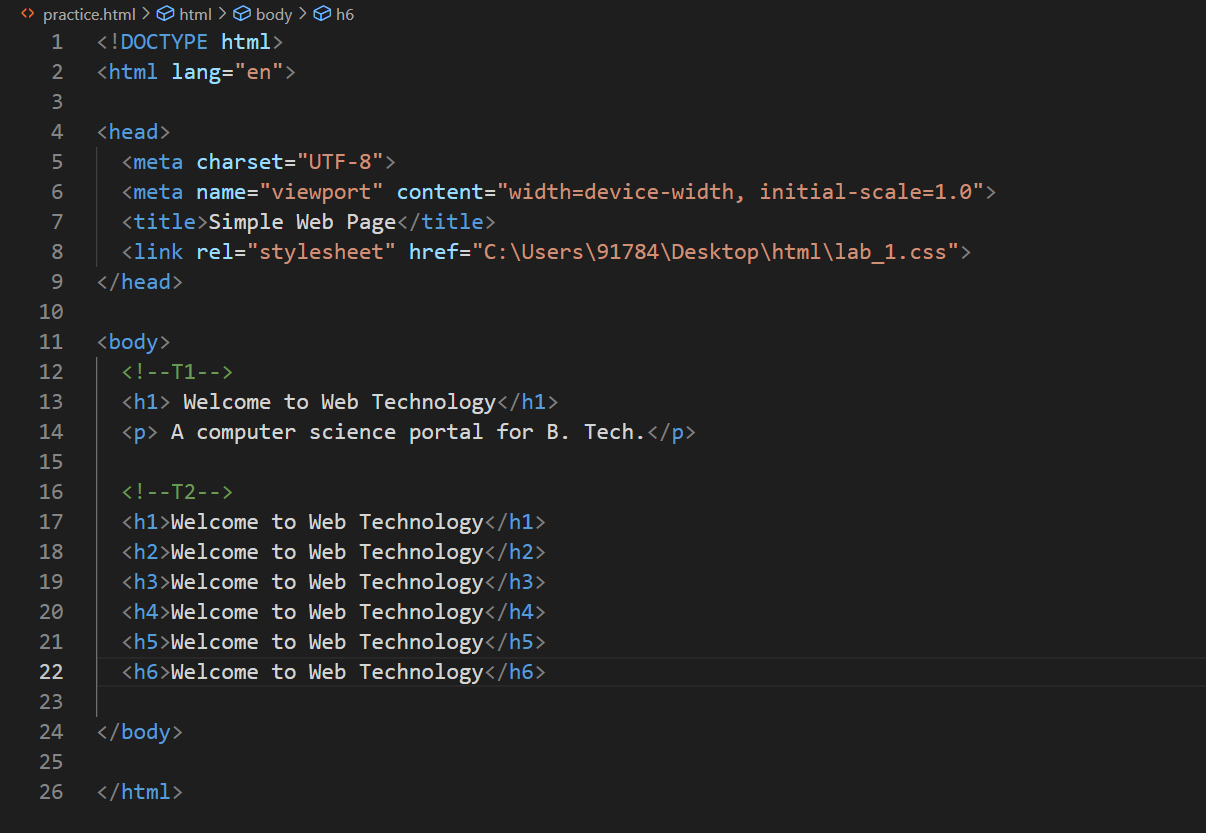 practice.html > html > body > h6
1 <!DOCTYPE html>
2 <html lang="en">
3
4 <head>
5   <meta charset="UTF-8">
6   <meta name="viewport" content="width=device-width, initial-scale=1.0">
7   <title>Simple Web Page</title>
8   <link rel="stylesheet" href="C:\Users\91784\Desktop\html\lab_1.css">
9 </head>
10
11 <body>
12   <!--T1-->
13   <h1> Welcome to Web Technology</h1>
14   <p> A computer science portal for B. Tech.</p>
15
16   <!--T2-->
17   <h1>Welcome to Web Technology</h1>
18   <h2>Welcome to Web Technology</h2>
19   <h3>Welcome to Web Technology</h3>
20   <h4>Welcome to Web Technology</h4>
21   <h5>Welcome to Web Technology</h5>
22   <h6>Welcome to Web Technology</h6>
23
24 </body>
25
26 </html>